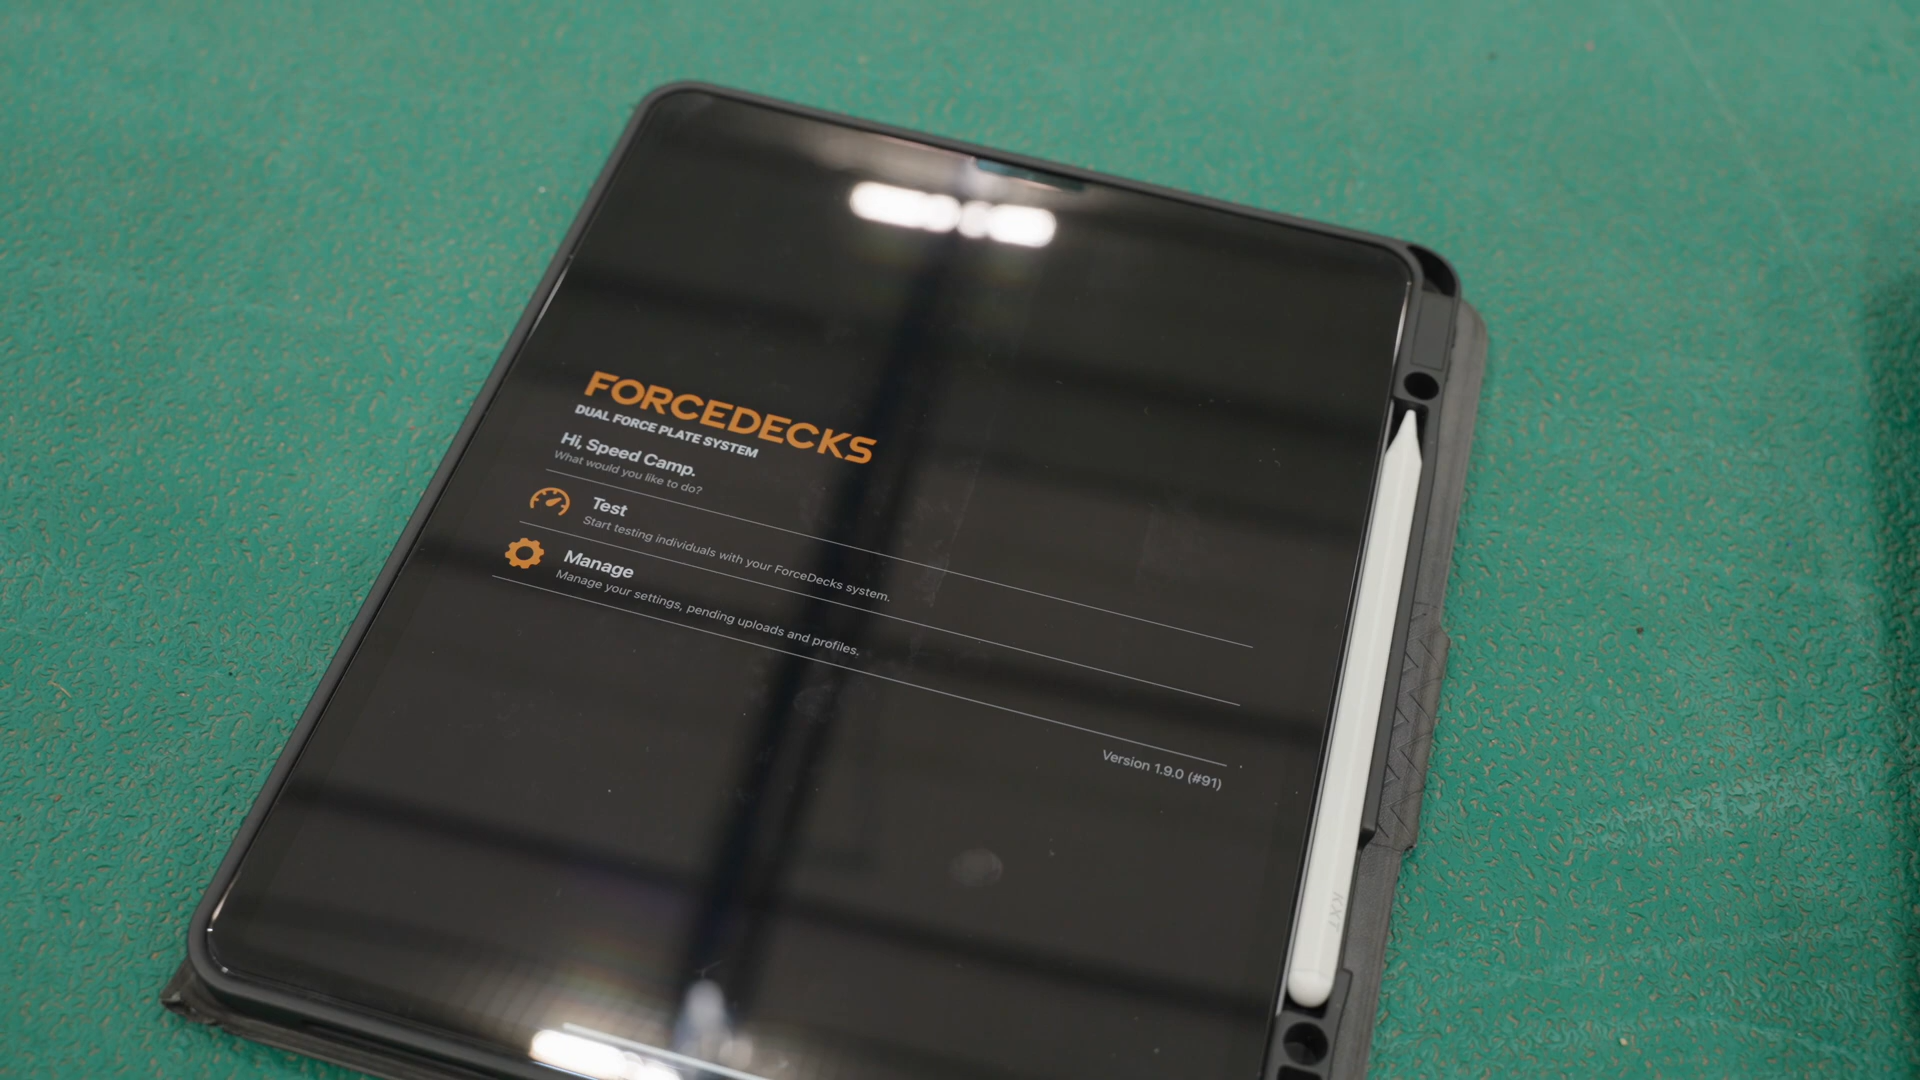 FORCEDECKS
DUAL FORCE PLATE SYSTEM
Hi, Speed Camp.
What would you like to do?
Test
Start testing individuals with your ForceDecks system.
Manage
Manage your settings, pending uploads and profiles.
Version 1.9.0 (#91)
KXT